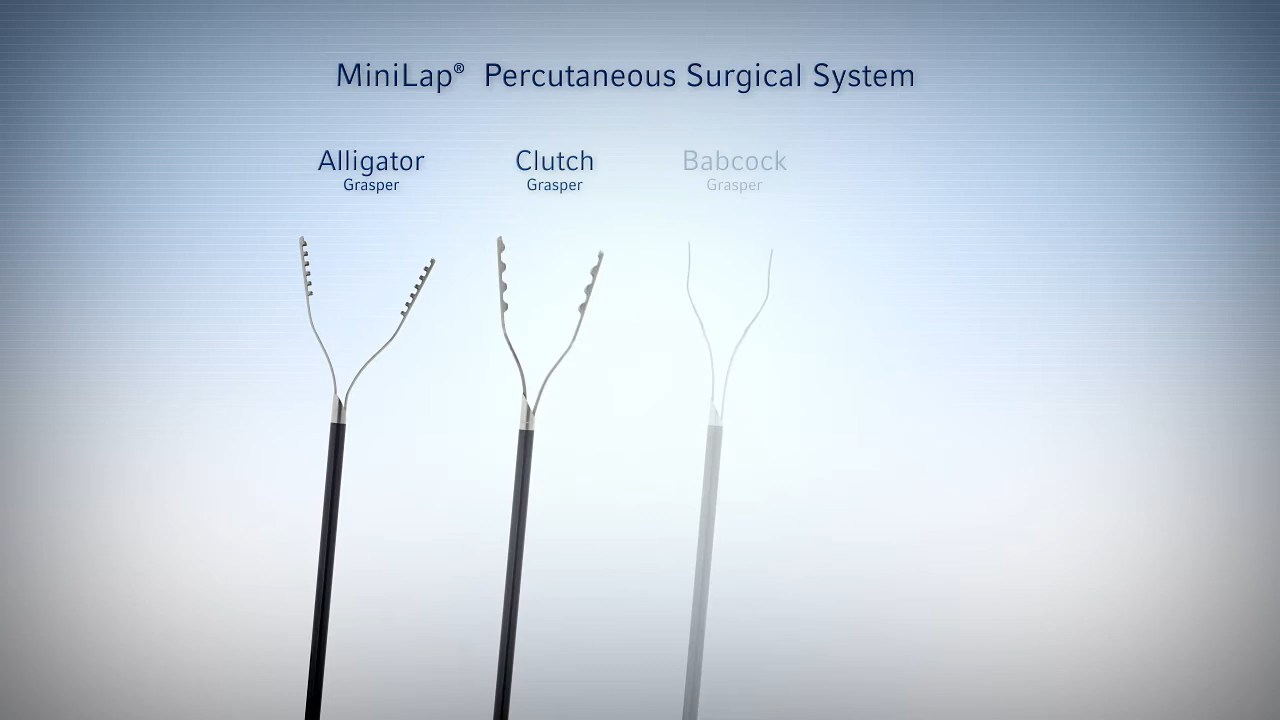 MiniLap® Percutaneous Surgical System
Alligator
Grasper
Clutch
Grasper
Babcock
Grasper